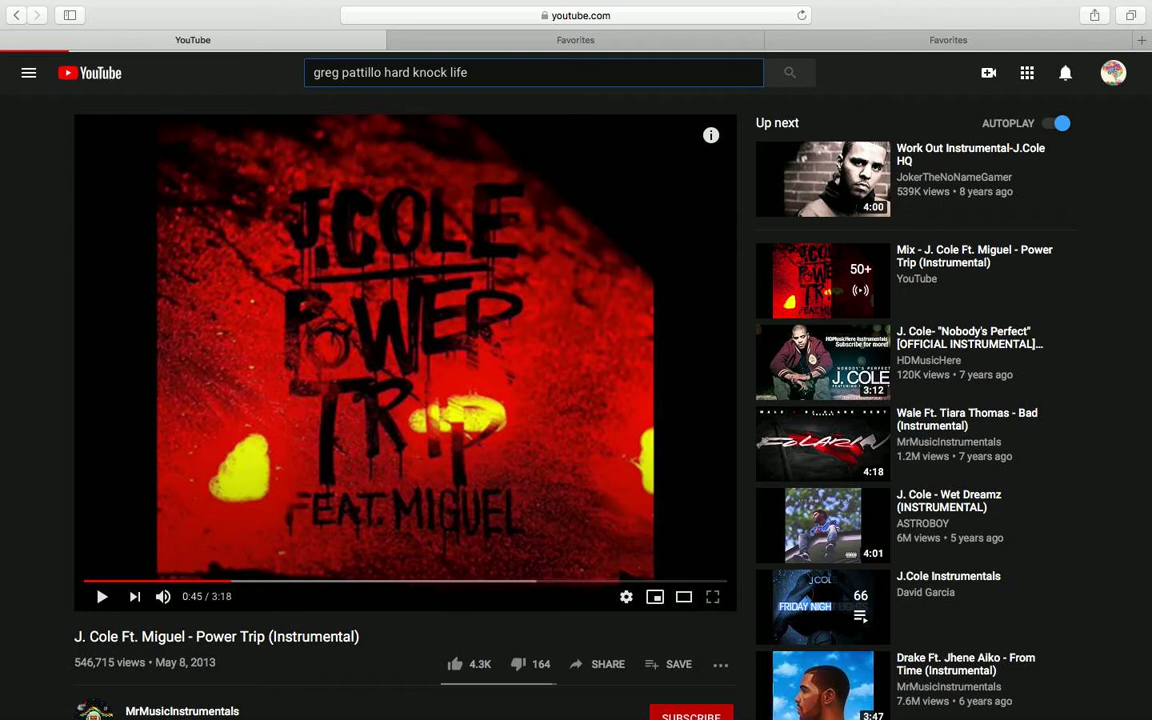 youtube.com
YouTube
Favorites
Favorites
YouTube
greg pattillo hard knock life
J. COLE
POWER
TRIP
FEAT. MIGUEL
0:45 / 3:18
J. Cole Ft. Miguel - Power Trip (Instrumental)
546,715 views • May 8, 2013
4.3K
164
SHARE
SAVE
MrMusicInstrumentals
SUBSCRIBE
Up next
AUTOPLAY
4:00
Work Out Instrumental-J.Cole
HQ
JokerTheNoNameGamer
539K views • 8 years ago
50+
Mix - J. Cole Ft. Miguel - Power
Trip (Instrumental)
YouTube
J. COLE
3:12
J. Cole- "Nobody's Perfect"
[OFFICIAL INSTRUMENTAL]...
HDMusicHere
120K views • 7 years ago
4:18
Wale Ft. Tiara Thomas - Bad
(Instrumental)
MrMusicInstrumentals
1.2M views • 7 years ago
4:01
J. Cole - Wet Dreamz
(INSTRUMENTAL)
ASTROBOY
6M views • 5 years ago
FRIDAY NIGH
66
J.Cole Instrumentals
David Garcia
3:47
Drake Ft. Jhene Aiko - From
Time (Instrumental)
MrMusicInstrumentals
7.6M views • 6 years ago